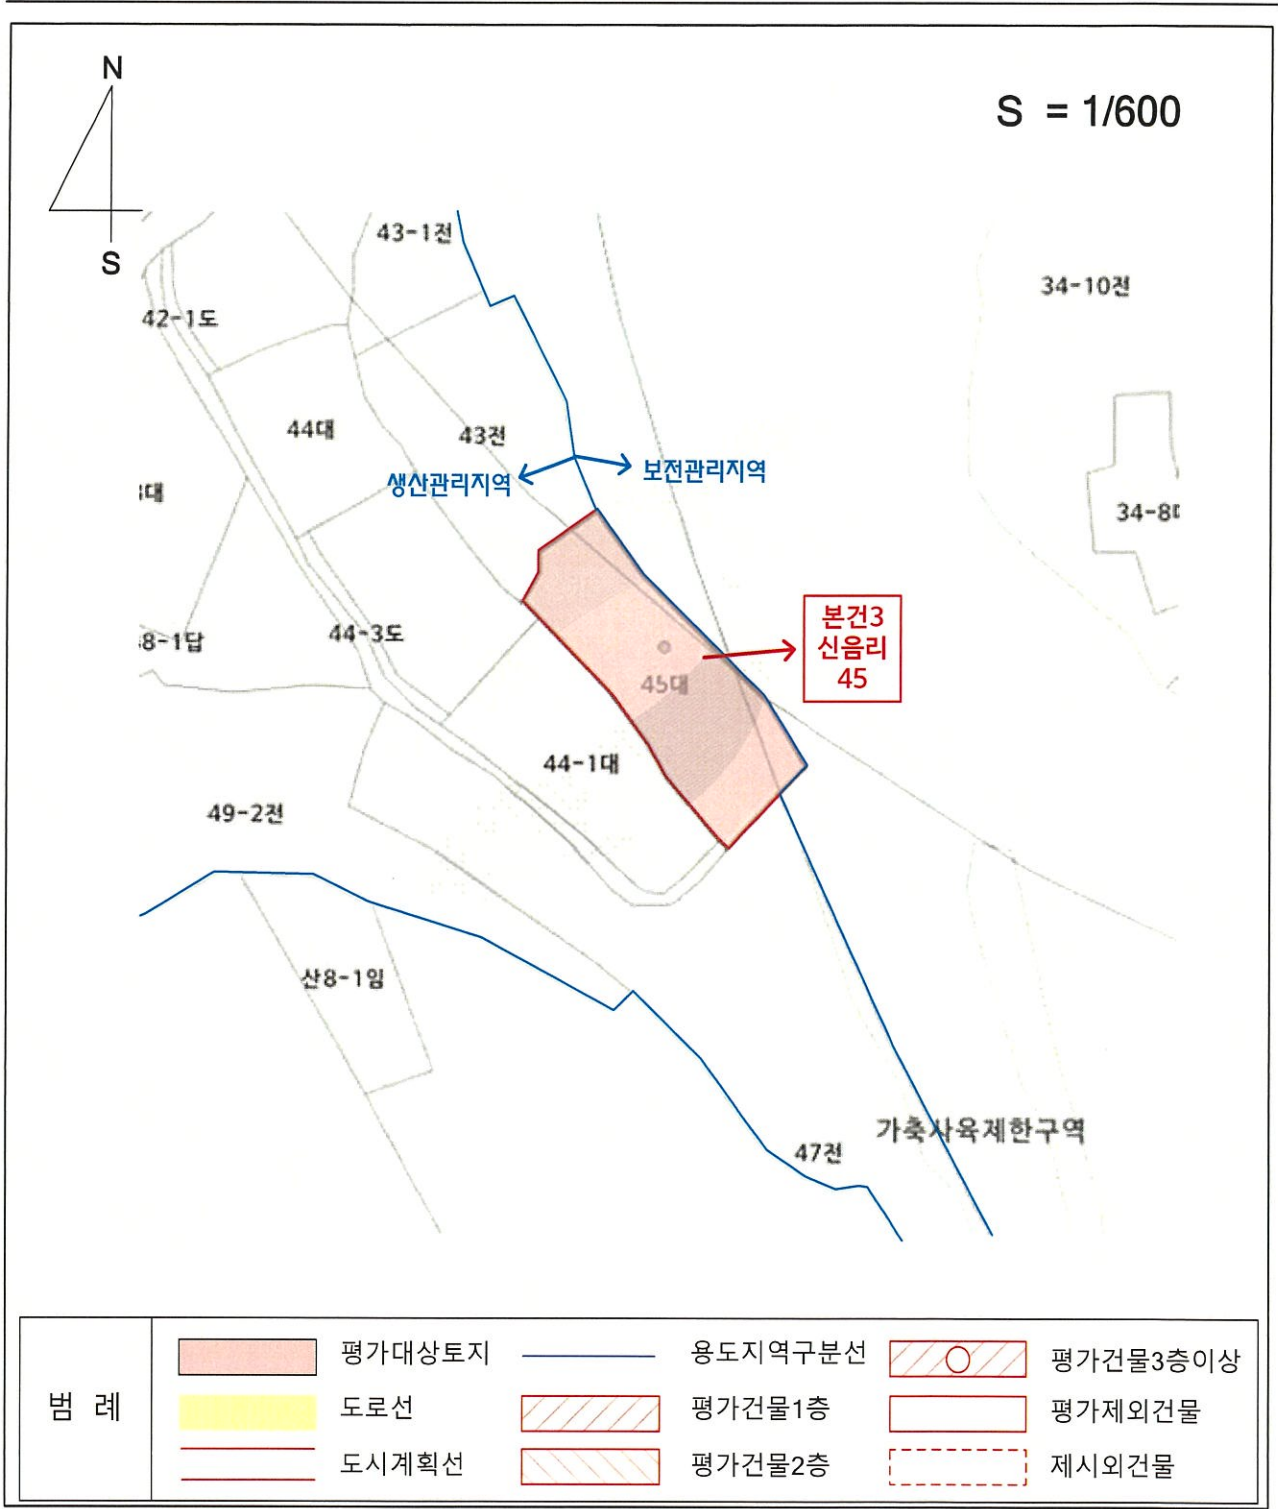 N
S = 1/600
S
43-1전
34-10전
42-1도
44대
43전
생산관리지역
보전관리지역
대
34-8
본건3
신음리
45
8-1답
44-3도
45대
44-1대
49-2전
산8-1임
가축사육제한구역
47전
범 례
평가대상토지
용도지역구분선
평가건물3층이상
도로선
평가건물1층
평가제외건물
도시계획선
평가건물2층
제시외건물